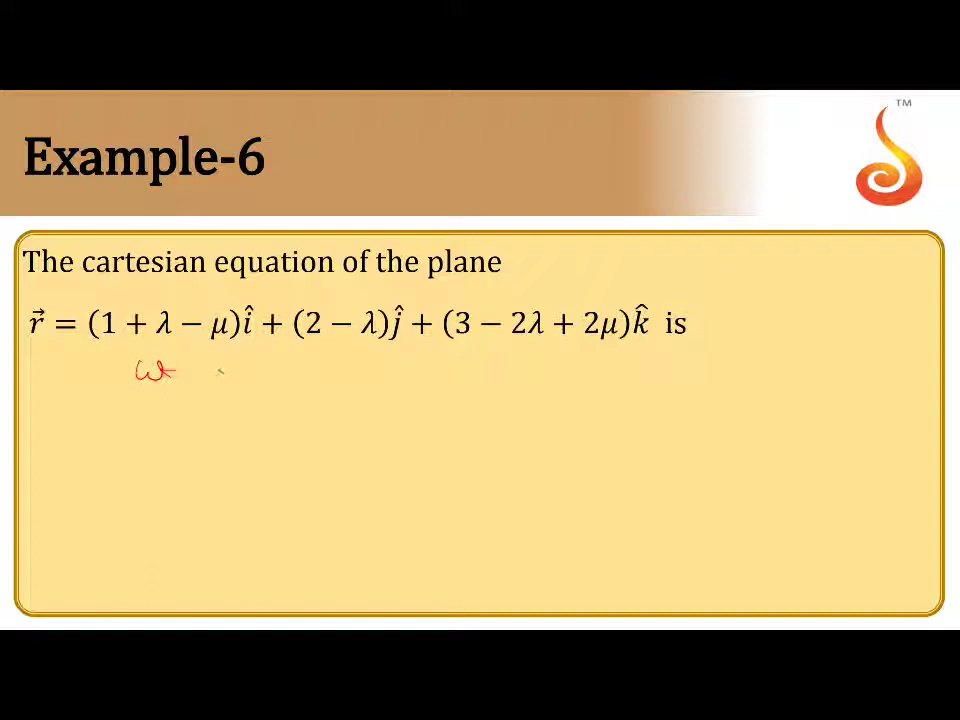 TM
Example-6
The cartesian equation of the plane
r⃗ = (1 + λ − μ)î + (2 − λ)ĵ + (3 − 2λ + 2μ)k̂ is